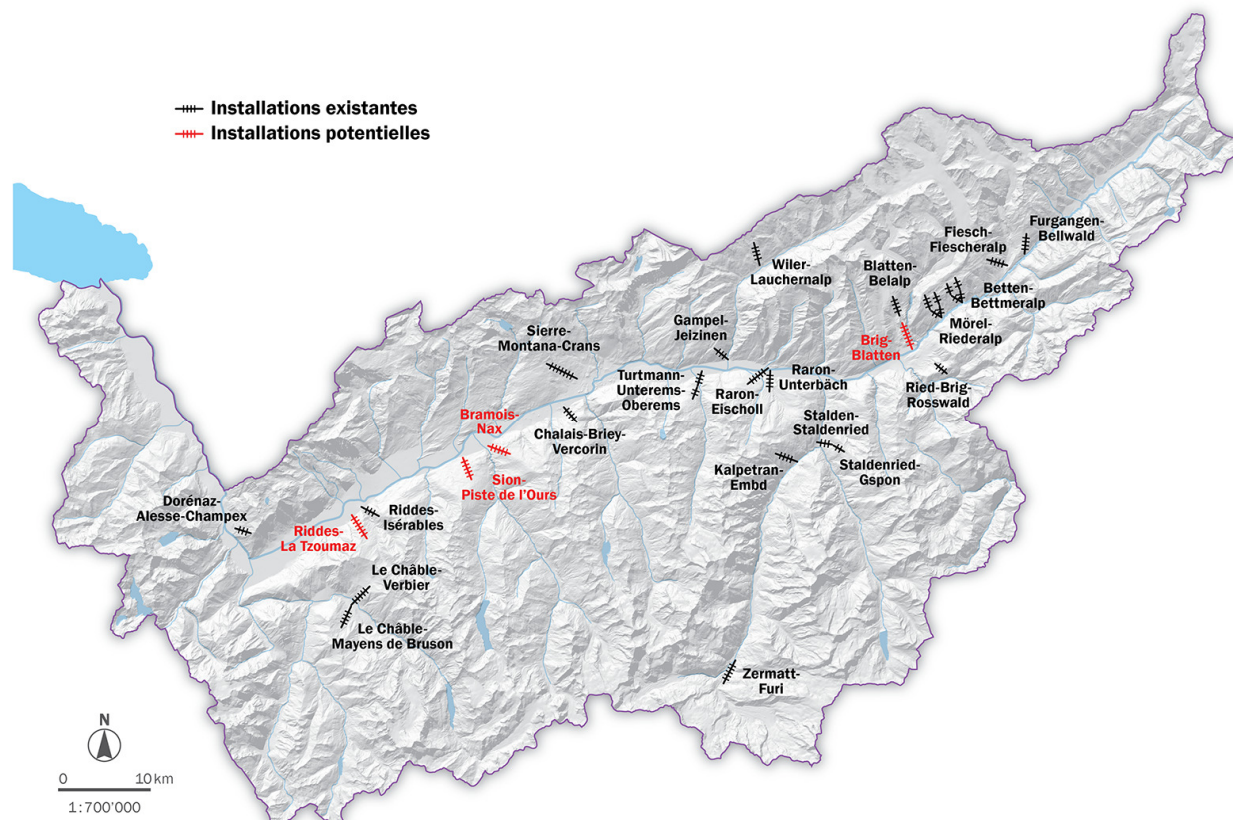 Installations existantes
Installations potentielles
Furgangen-
Bellwald
Fiesch-
Fiescheralp
Wiler-
Lauchernalp
Blatten-
Belalp
Betten-
Bettmeralp
Mörel-
Riederalp
Gampel-
Jeizinen
Sierre-
Montana-Crans
Brig-
Blatten
Turtmann-
Unterems-
Oberems
Raron-
Unterbäch
Raron-
Eischoll
Ried-Brig-
Rosswald
Bramois-
Nax
Chalais-Briey-
Vercorin
Stalden-
Staldenried
Kalpetran-
Embd
Staldenried-
Gspon
Sion-
Piste de l'Ours
Dorénaz-
Alesse-Champex
Riddes-
Isérables
Riddes-
La Tzoumaz
Le Châble-
Verbier
Le Châble-
Mayens de Bruson
Zermatt-
Furi
N
0 10 km
1:700'000